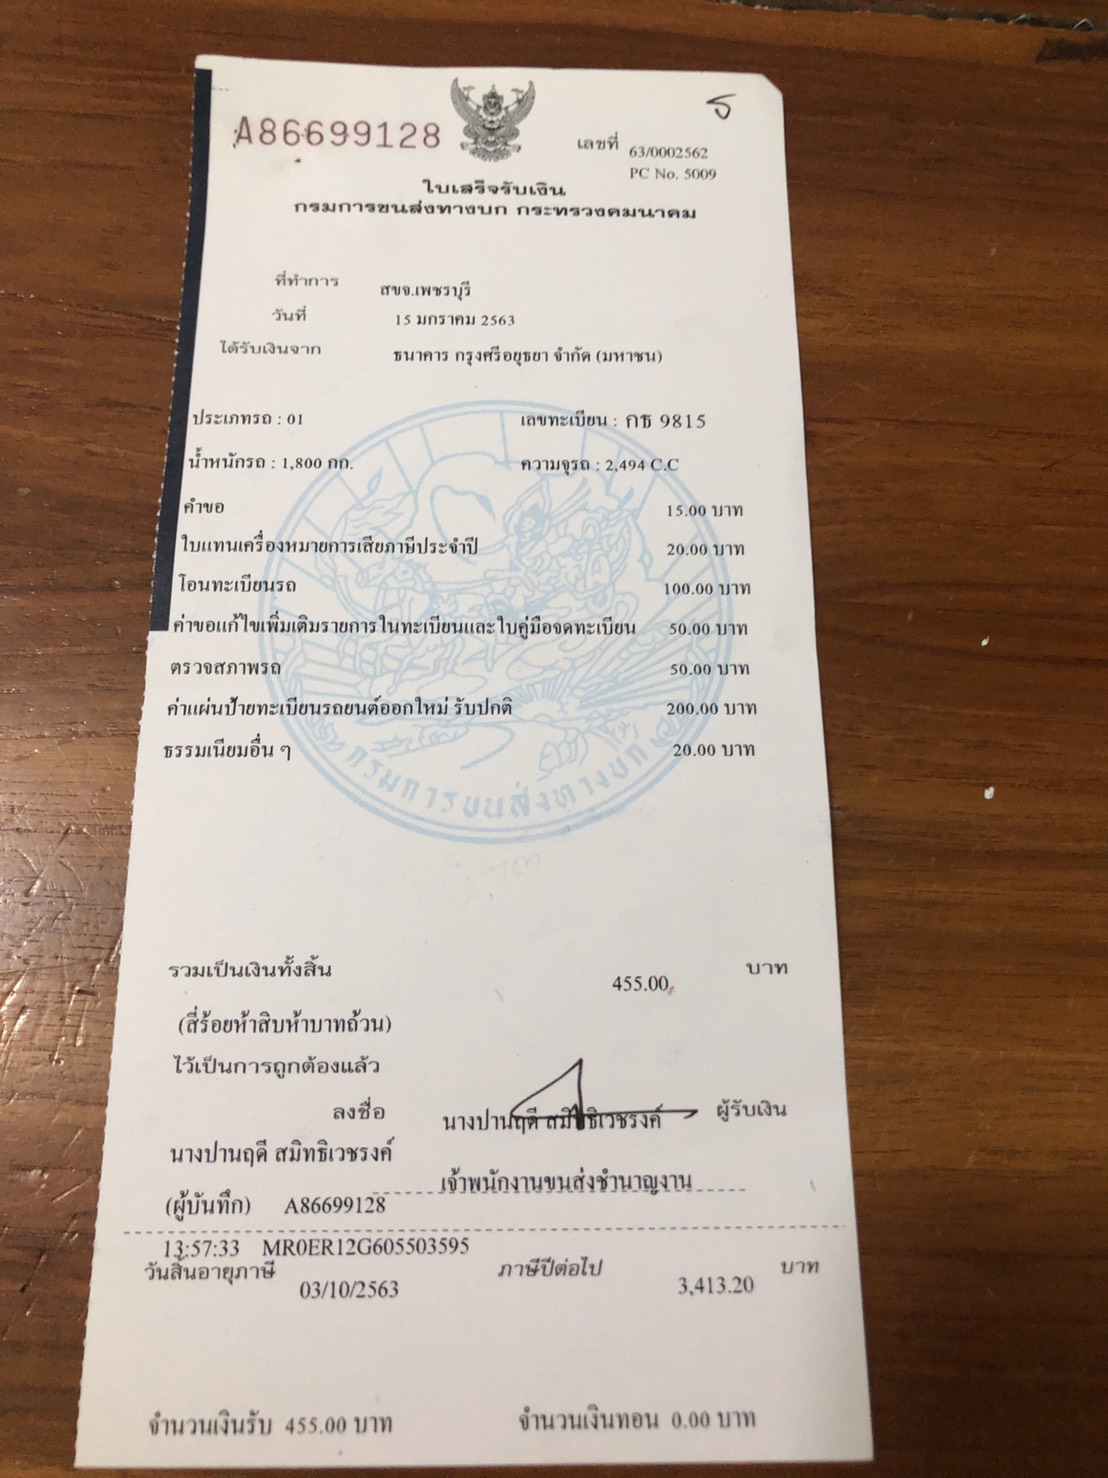 A86699128
เลขที่ 63/0002562
PC No. 5009
ใบเสร็จรับเงิน
กรมการขนส่งทางบก กระทรวงคมนาคม
ที่ทำการ สขจ.เพชรบุรี
วันที่ 15 มกราคม 2563
ได้รับเงินจาก ธนาคาร กรุงศรีอยุธยา จำกัด (มหาชน)
ประเภทรถ : 01 เลขทะเบียน : กธ 9815
น้ำหนักรถ : 1,800 กก. ความจุรถ : 2,494 C.C
คำขอ 15.00 บาท
ใบแทนเครื่องหมายการเสียภาษีประจำปี 20.00 บาท
โอนทะเบียนรถ 100.00 บาท
ค่าขอแก้ไขเพิ่มเติมรายการในทะเบียนและใบคู่มือจดทะเบียน 50.00 บาท
ตรวจสภาพรถ 50.00 บาท
ค่าแผ่นป้ายทะเบียนรถยนต์ออกใหม่ รับปกติ 200.00 บาท
ธรรมเนียมอื่น ๆ 20.00 บาท
กรมการขนส่งทางบก
รวมเป็นเงินทั้งสิ้น 455.00 บาท
(สี่ร้อยห้าสิบห้าบาทถ้วน)
ไว้เป็นการถูกต้องแล้ว
ลงชื่อ นางปานฤดี สมิทธิเวชรงค์ ผู้รับเงิน
นางปานฤดี สมิทธิเวชรงค์
เจ้าพนักงานขนส่งชำนาญงาน
(ผู้บันทึก) A86699128
13:57:33 MR0ER12G605503595
วันสิ้นอายุภาษี 03/10/2563 ภาษีปีต่อไป 3,413.20 บาท
จำนวนเงินรับ 455.00 บาท จำนวนเงินทอน 0.00 บาท